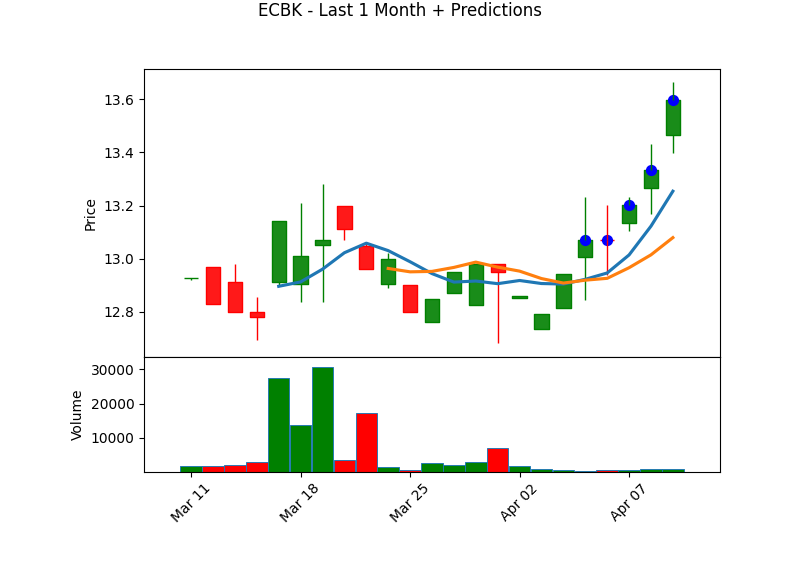 ECBK - Last 1 Month + Predictions
13.6
13.4
13.2
13.0
12.8
Price
30000
20000
10000
Volume
Mar 11
Mar 18
Mar 25
Apr 02
Apr 07